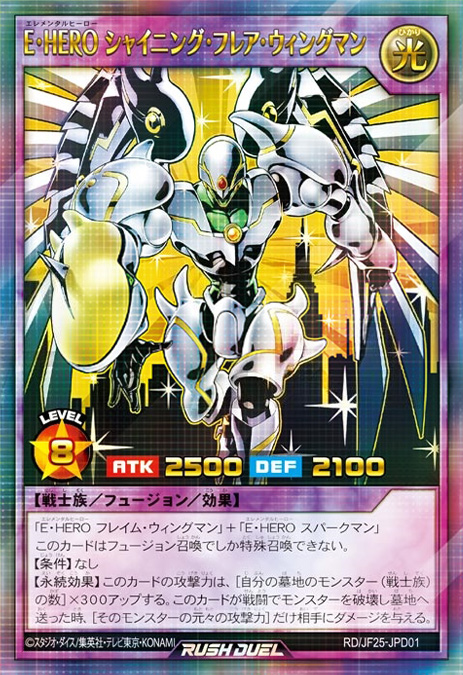 エレメンタルヒーロー
E・HERO シャイニング・フレア・ウィングマン
ひかり
光
LEVEL
8
ATK 2500 DEF 2100
【戦士族／フュージョン／効果】
「E・HERO フレイム・ウィングマン」+「E・HERO スパークマン」
このカードはフュージョン召喚でしか特殊召喚できない。
【条件】なし
【永続効果】このカードの攻撃力は、[自分の墓地のモンスター（戦士族）
の数]×300アップする。このカードが戦闘でモンスターを破壊し墓地へ
送った時、[そのモンスターの元々の攻撃力]だけ相手にダメージを与える。
©スタジオ・ダイス/集英社・テレビ東京・KONAMI
RUSH DUEL
RD/JF25-JPD01